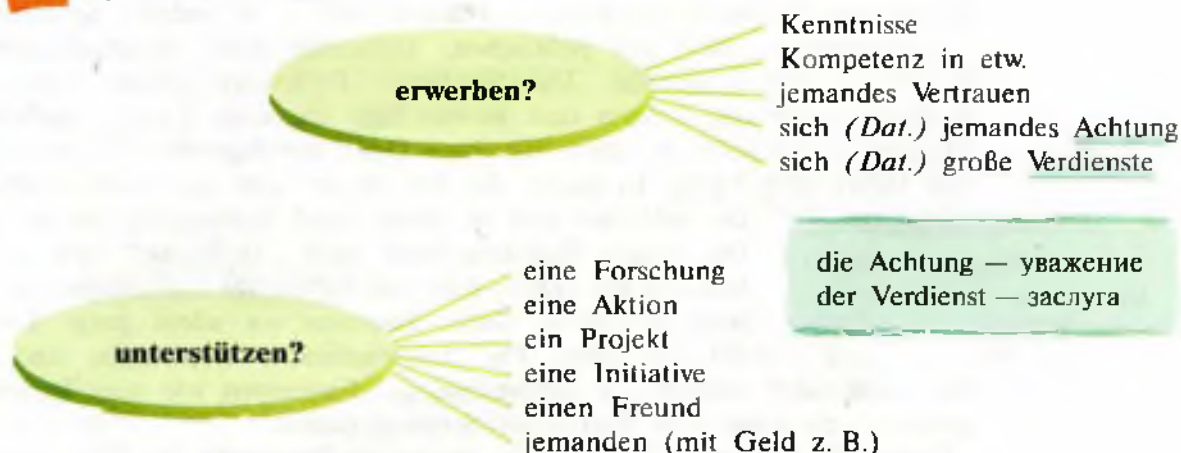 erwerben?
Kenntnisse
Kompetenz in etw.
jemandes Vertrauen
sich (Dat.) jemandes Achtung
sich (Dat.) große Verdienste
die Achtung — уважение
der Verdienst — заслуга
unterstützen?
eine Forschung
eine Aktion
ein Projekt
eine Initiative
einen Freund
jemanden (mit Geld z. B.)